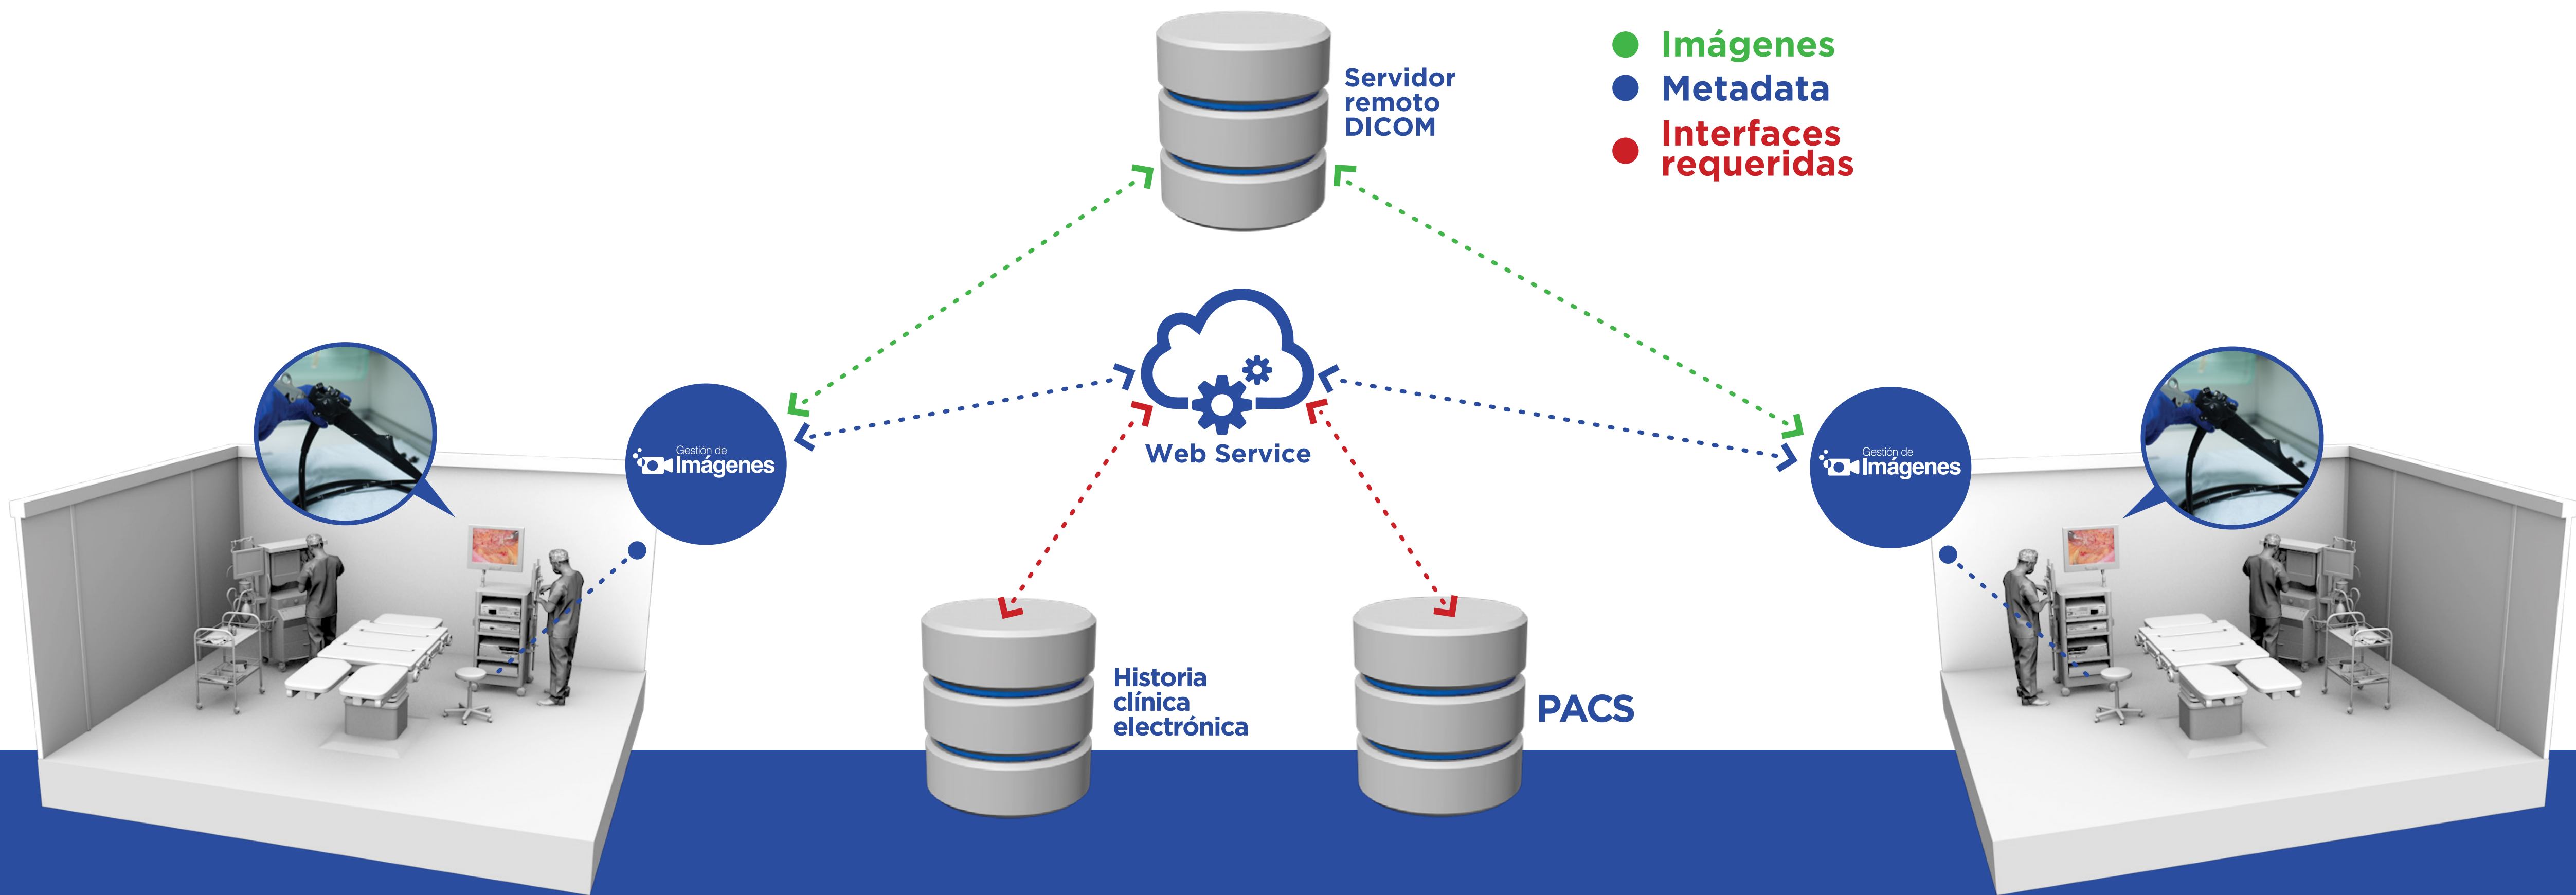 Servidor
remoto
DICOM
Imágenes
Metadata
Interfaces
requeridas
Gestión de
Imágenes
Web Service
Gestión de
Imágenes
Historia
clínica
electrónica
PACS